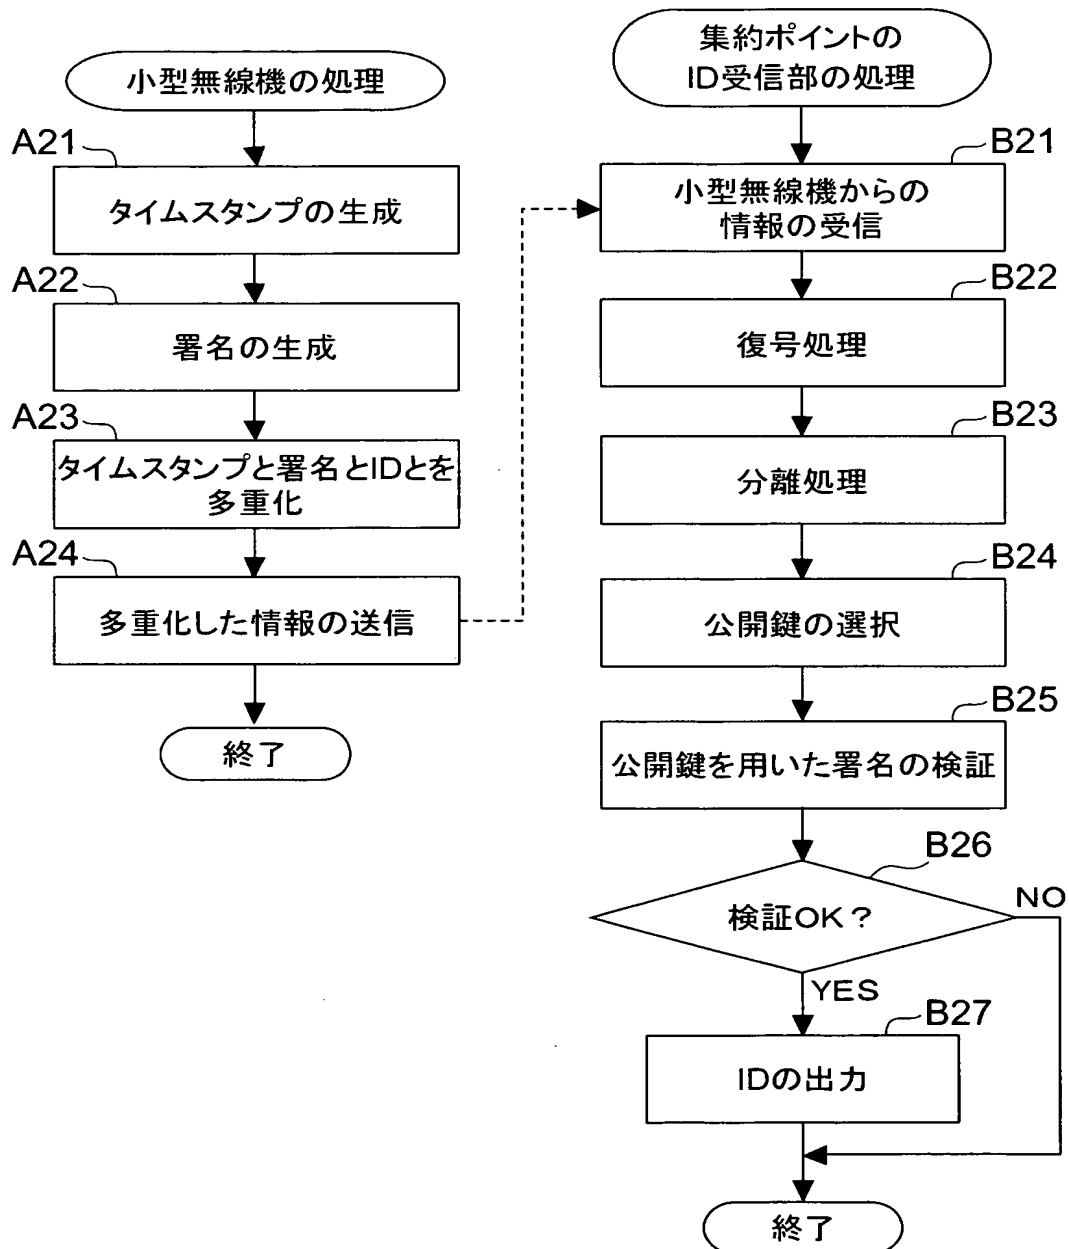 小型無線機の処理
A21
タイムスタンプの生成
A22
署名の生成
A23
タイムスタンプと署名とIDとを
多重化
A24
多重化した情報の送信
終了
集約ポイントの
ID受信部の処理
B21
小型無線機からの
情報の受信
B22
復号処理
B23
分離処理
B24
公開鍵の選択
B25
公開鍵を用いた署名の検証
B26
検証OK?
NO
YES
B27
IDの出力
終了